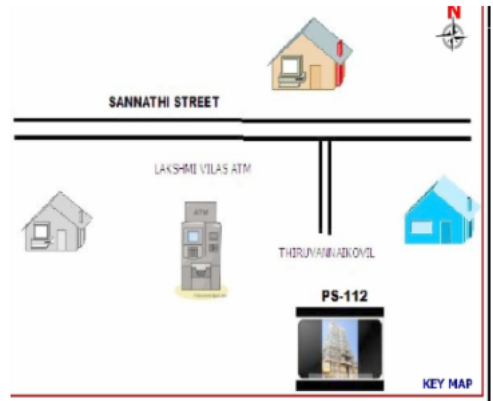 N
SANNATHI STREET
LAKSHMI VILAS ATM
ATM
THIRUVANNAIKOVIL
PS-112
KEY MAP